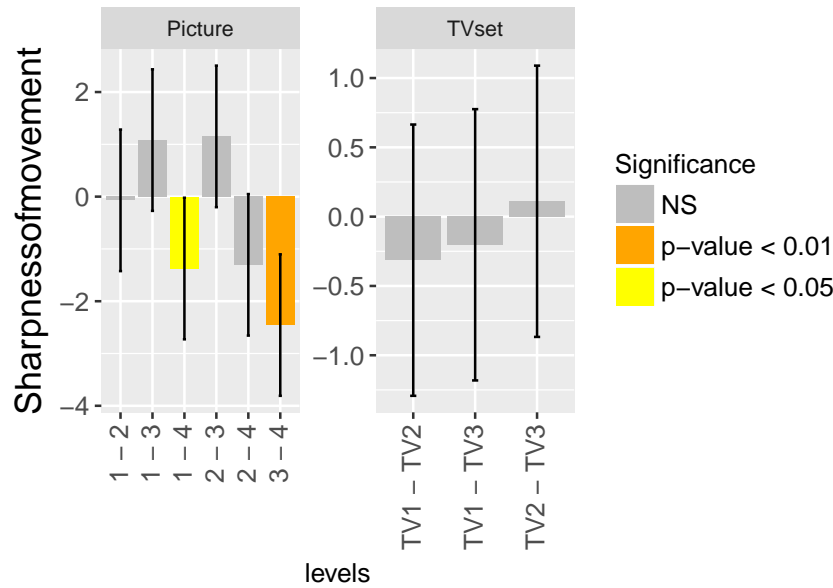 Picture
TVset
Sharpnessofmovement
2
0
−2
−4
1.0
0.5
0.0
−0.5
−1.0
1 − 2
1 − 3
1 − 4
2 − 3
2 − 4
3 − 4
TV1 − TV2
TV1 − TV3
TV2 − TV3
levels
Significance
NS
p−value < 0.01
p−value < 0.05